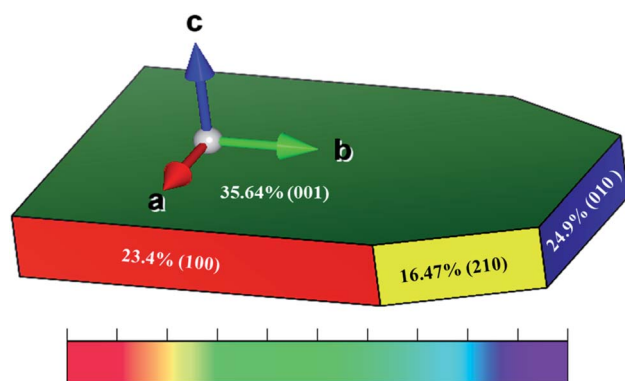 c
b
a
35.64% (001)
24.9% (010)
23.4% (100)
16.47% (210)